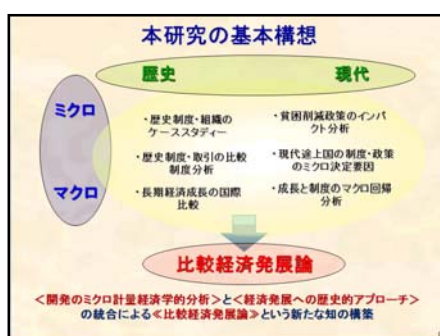 本研究の基本構想
歴史
現代
ミクロ
マクロ
・歴史制度・組織の
ケーススタディー
・歴史制度・取引の比較
制度分析
・長期経済成長の国際
比較
・貧困削減政策のインパ
クト分析
・現代途上国の制度・政策
のミクロ決定要因
・成長と制度のマクロ回帰
分析
比較経済発展論
＜開発のミクロ計量経済学的分析＞と＜経済発展への歴史的アプローチ＞
の統合による≪比較経済発展論≫という新たな知の構築